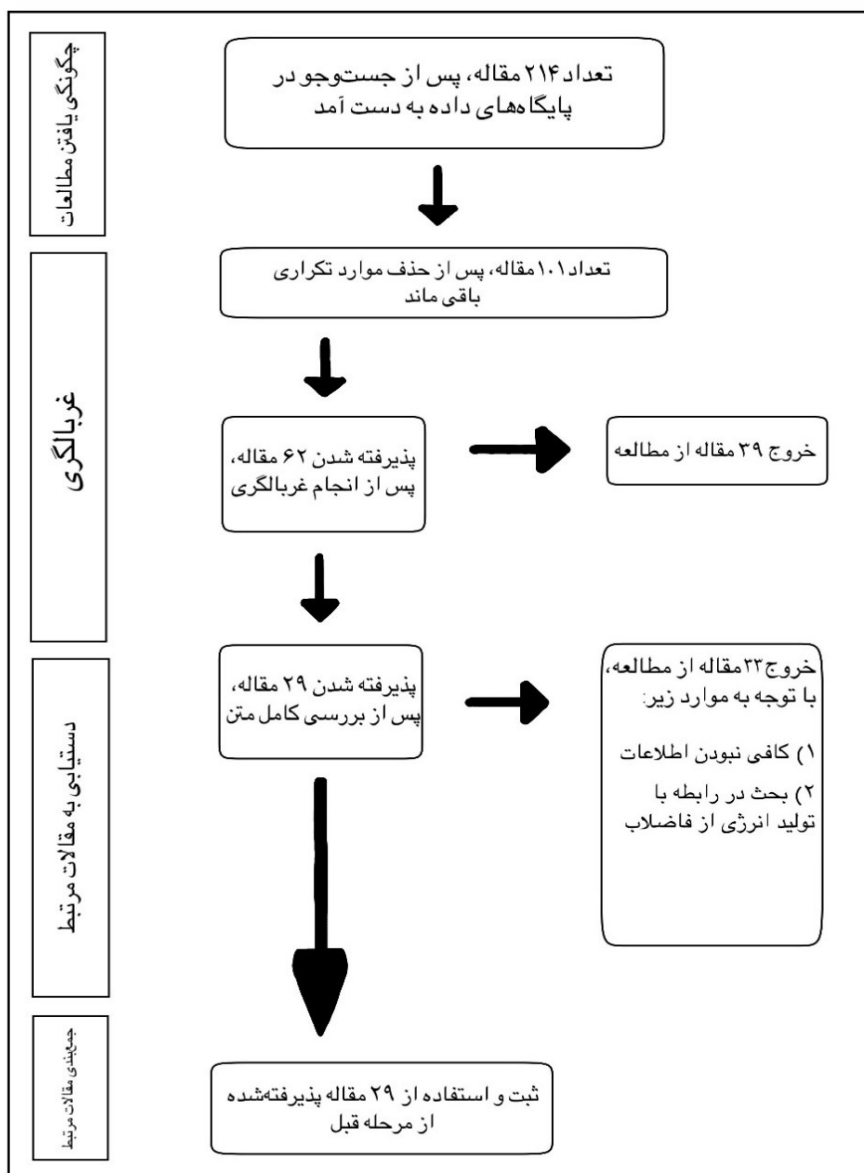 چگونگی یافتن مطالعات
تعداد ۲۱۴ مقاله، پس از جست‌وجو در
پایگاه‌های داده به دست آمد
غربالگری
تعداد ۱۰۱ مقاله، پس از حذف موارد تکراری
باقی ماند
پذیرفته شدن ۶۲ مقاله،
پس از انجام غربالگری
خروج ۳۹ مقاله از مطالعه
دستیابی به مقالات مرتبط
پذیرفته شدن ۲۹ مقاله،
پس از بررسی کامل متن
خروج ۳۳ مقاله از مطالعه،
با توجه به موارد زیر:
۱) کافی نبودن اطلاعات
۲) بحث در رابطه با
تولید انرژی از فاضلاب
جمع‌بندی مقالات مرتبط
ثبت و استفاده از ۲۹ مقاله پذیرفته‌شده
از مرحله قبل